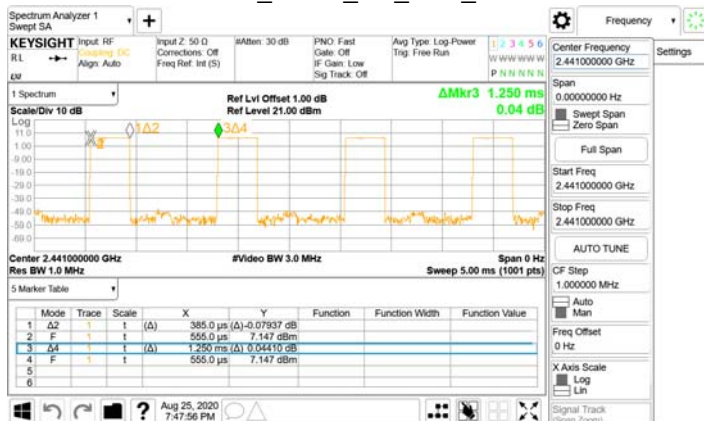 Spectrum Analyzer 1
Swept SA
Frequency
KEYSIGHT
Input: RF
Input Z: 50 Ω
#Atten: 30 dB
PNO: Fast
Avg Type: Log-Power
1 2 3 4 5 6
RL
Coupling: DC
Corrections: Off
Gate: Off
Trig: Free Run
Align: Auto
Freq Ref: Int (S)
IF Gain: Low
W W W W W W
Sig Track: Off
P N N N N N
Center Frequency
2.441000000 GHz
Settings
1 Spectrum
Ref Lvl Offset 1.00 dB
ΔMkr3 1.250 ms
Scale/Div 10 dB
Ref Level 21.00 dBm
0.04 dB
Span
0.00000000 Hz
Swept Span
Zero Span
Full Span
Start Freq
2.441000000 GHz
Stop Freq
2.441000000 GHz
AUTO TUNE
CF Step
1.000000 MHz
Auto
Man
Freq Offset
0 Hz
X Axis Scale
Log
Lin
Signal Track
(Span Zoom)
Log
11.0
1.00
-9.00
-19.0
-29.0
-39.0
-49.0
-59.0
-69.0
1Δ2
3Δ4
Center 2.441000000 GHz
#Video BW 3.0 MHz
Span 0 Hz
Res BW 1.0 MHz
Sweep 5.00 ms (1001 pts)
5 Marker Table
Mode Trace Scale X Y Function Function Width Function Value
1 Δ2 1 t (Δ) 385.0 µs (Δ) -0.07937 dB
2 F 1 t 555.0 µs 7.147 dBm
3 Δ4 1 t (Δ) 1.250 ms (Δ) 0.04410 dB
4 F 1 t 555.0 µs 7.147 dBm
5
6
?
Aug 25, 2020
7:47:56 PM